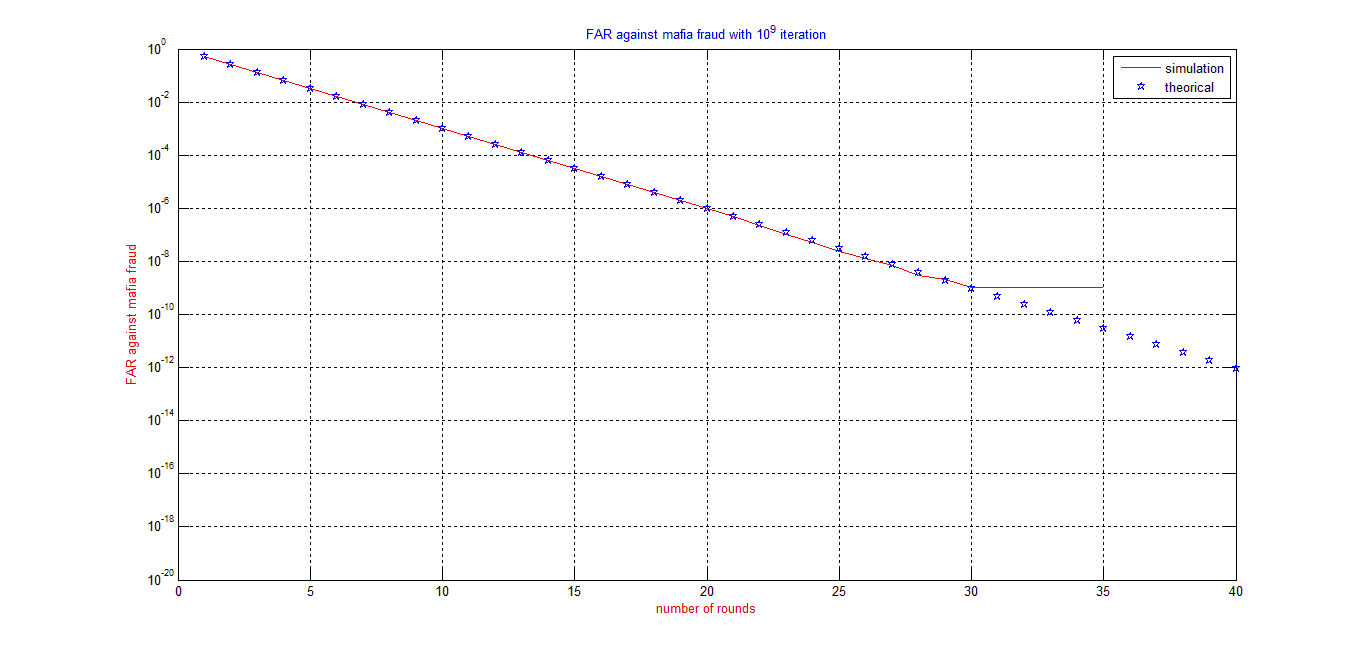 FAR against mafia fraud with 10^9 iteration
simulation
theorical
FAR against mafia fraud
10^0
10^-2
10^-4
10^-6
10^-8
10^-10
10^-12
10^-14
10^-16
10^-18
10^-20
0 5 10 15 20 25 30 35 40
number of rounds